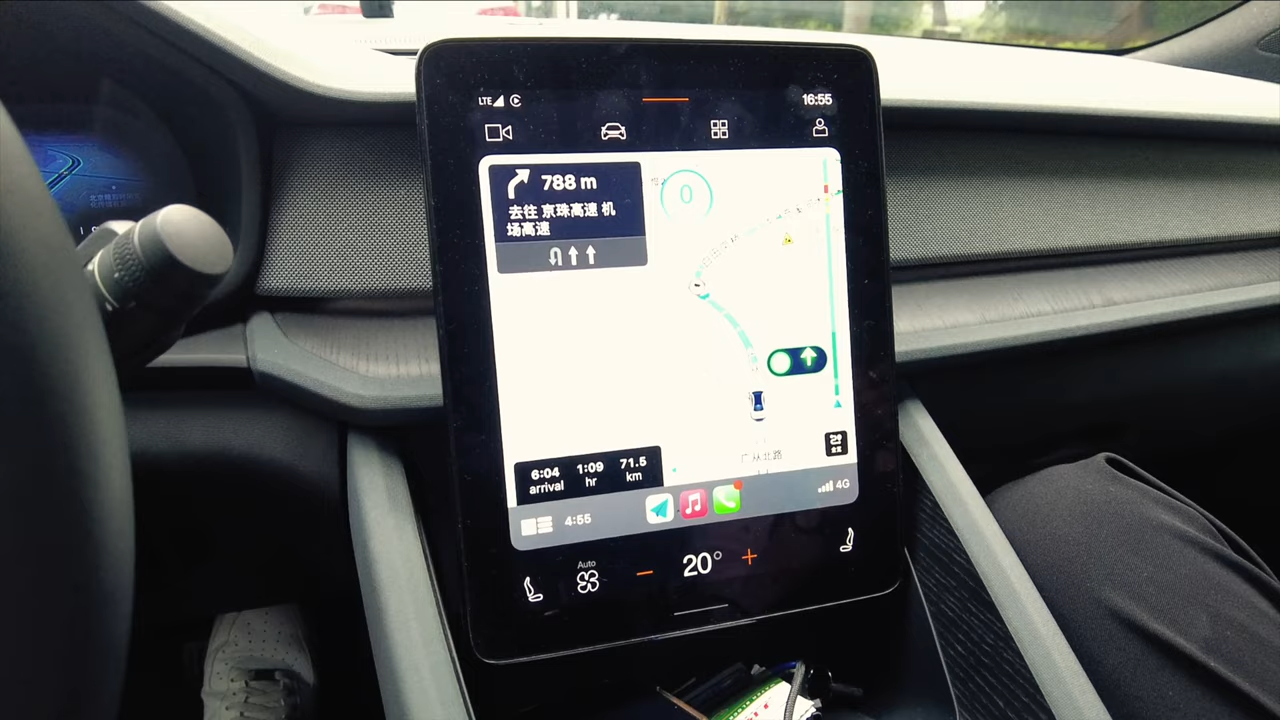 LTE
16:55
788 m
去往 京珠高速 机
场高速
0
6:04
arrival
1:09
hr
71.5
km
广从北路
4:55
4G
Auto
20°